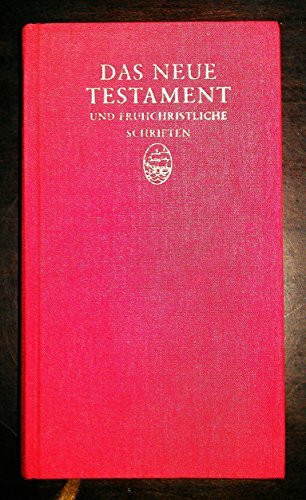 DAS NEUE
TESTAMENT
UND FRÜHCHRISTLICHE
SCHRIFTEN